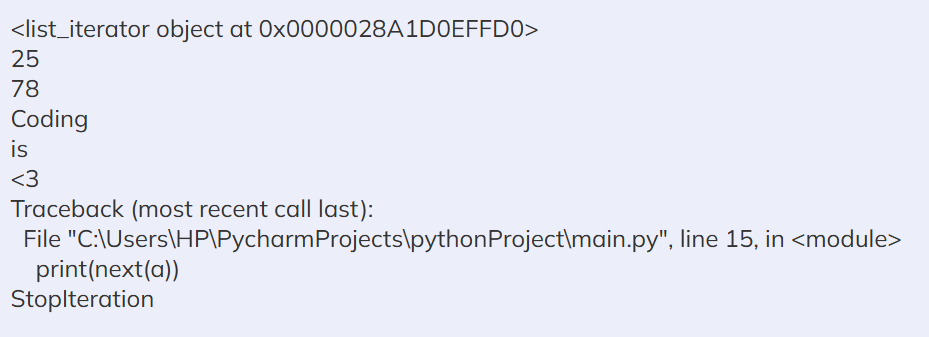 <list_iterator object at 0x0000028A1D0EFFD0>
25
78
Coding
is
<3
Traceback (most recent call last):
File "C:\Users\HP\PycharmProjects\pythonProject\main.py", line 15, in <module>
print(next(a))
StopIteration